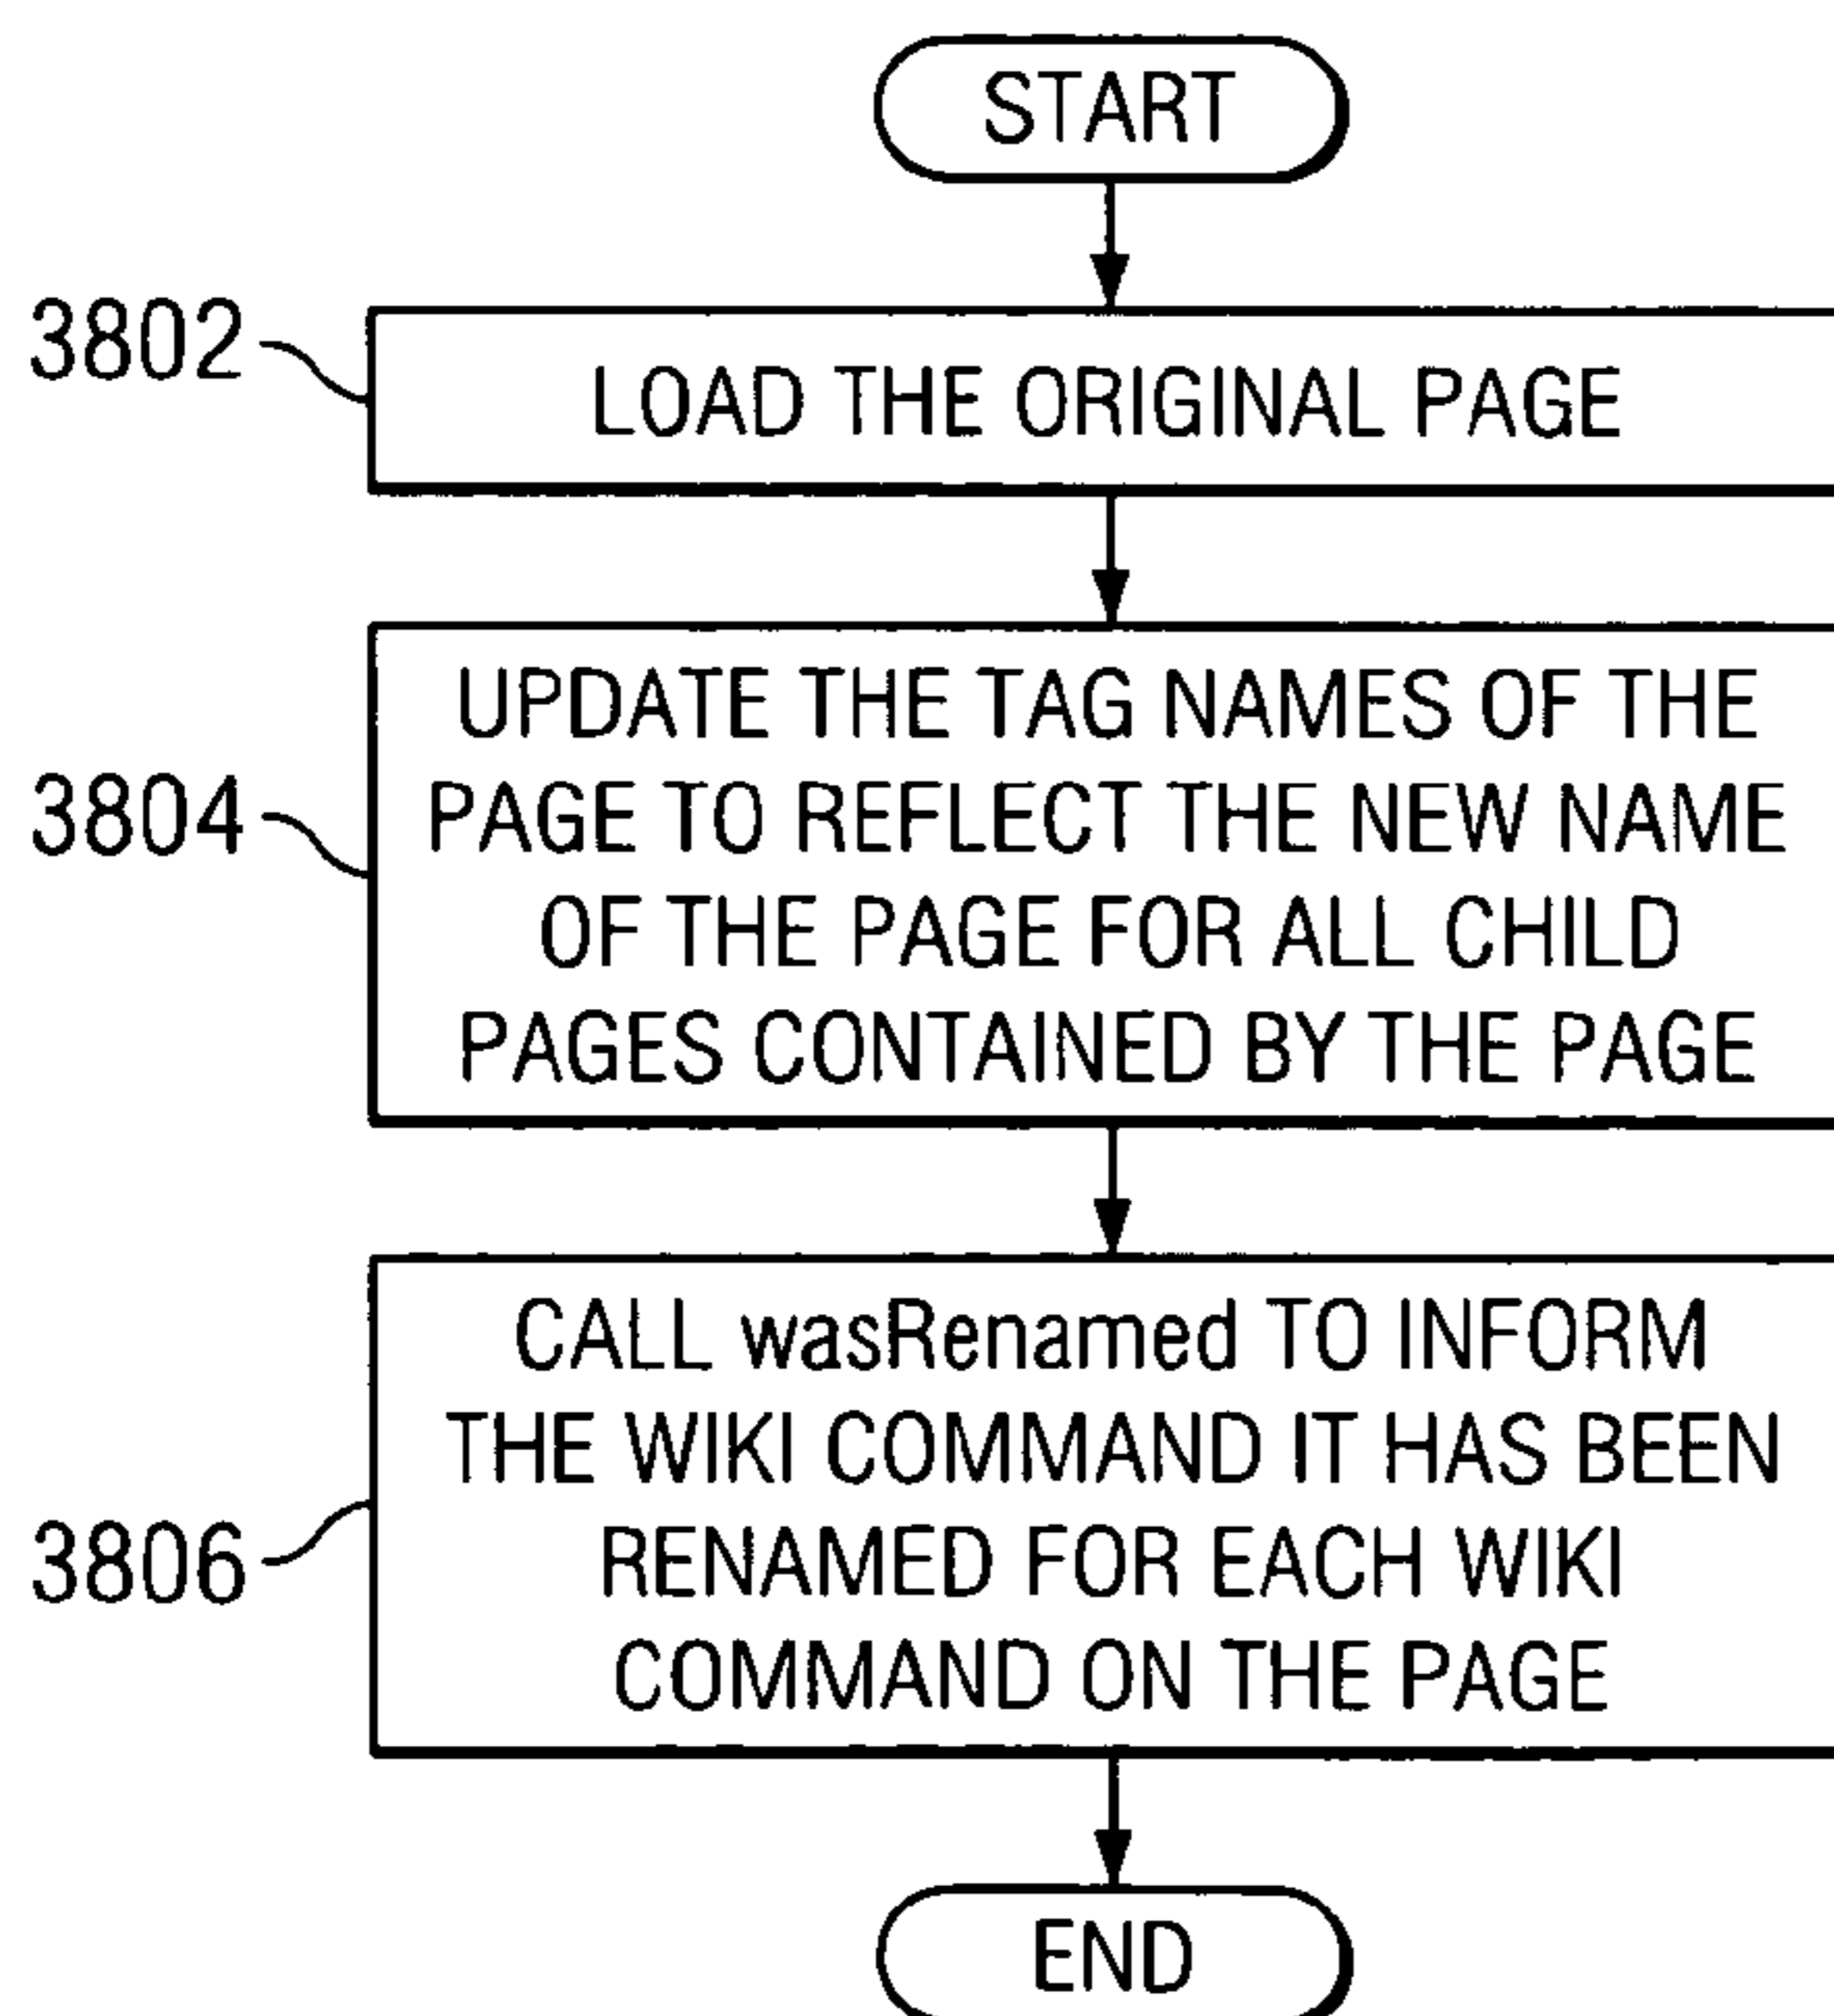 START
3802
LOAD THE ORIGINAL PAGE
3804
UPDATE THE TAG NAMES OF THE
PAGE TO REFLECT THE NEW NAME
OF THE PAGE FOR ALL CHILD
PAGES CONTAINED BY THE PAGE
3806
CALL wasRenamed TO INFORM
THE WIKI COMMAND IT HAS BEEN
RENAMED FOR EACH WIKI
COMMAND ON THE PAGE
END